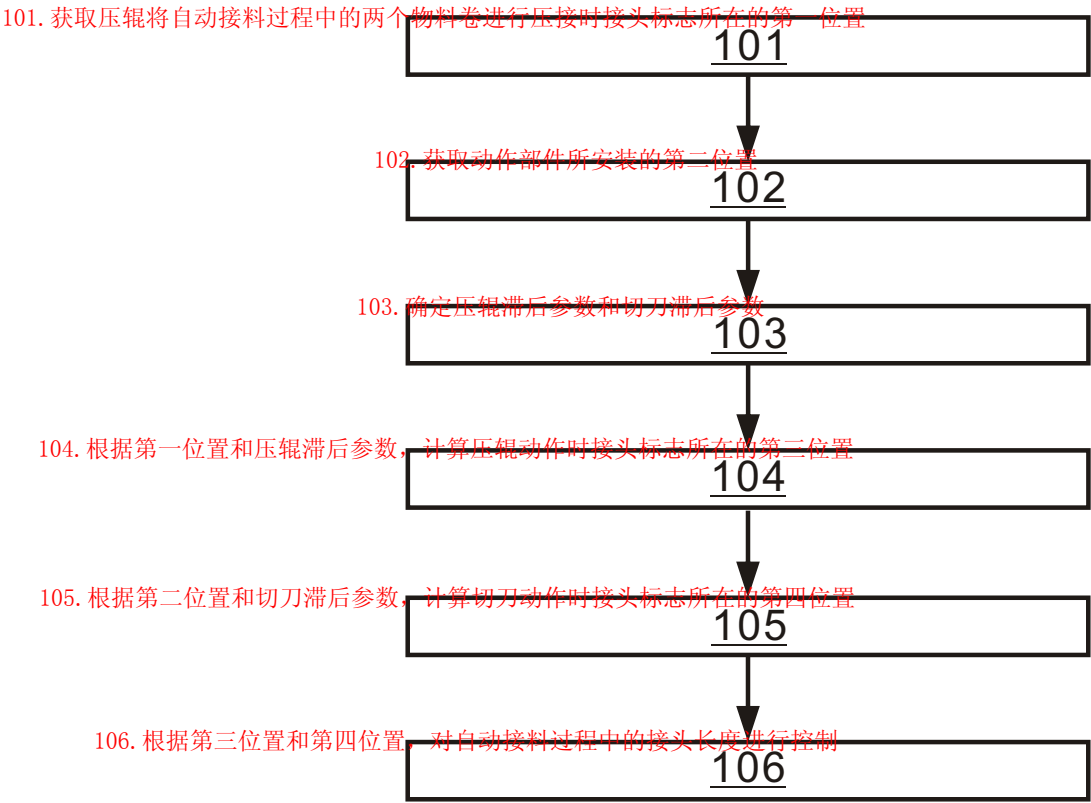 101.获取压辊将自动接料过程中的两个物料卷进行压接时接头标志所在的第一位置
101
102.获取动作部件所安装的第二位置
102
103.确定压辊滞后参数和切刀滞后参数
103
104.根据第一位置和压辊滞后参数，计算压辊动作时接头标志所在的第三位置
104
105.根据第二位置和切刀滞后参数，计算切刀动作时接头标志所在的第四位置
105
106.根据第三位置和第四位置，对自动接料过程中的接头长度进行控制
106